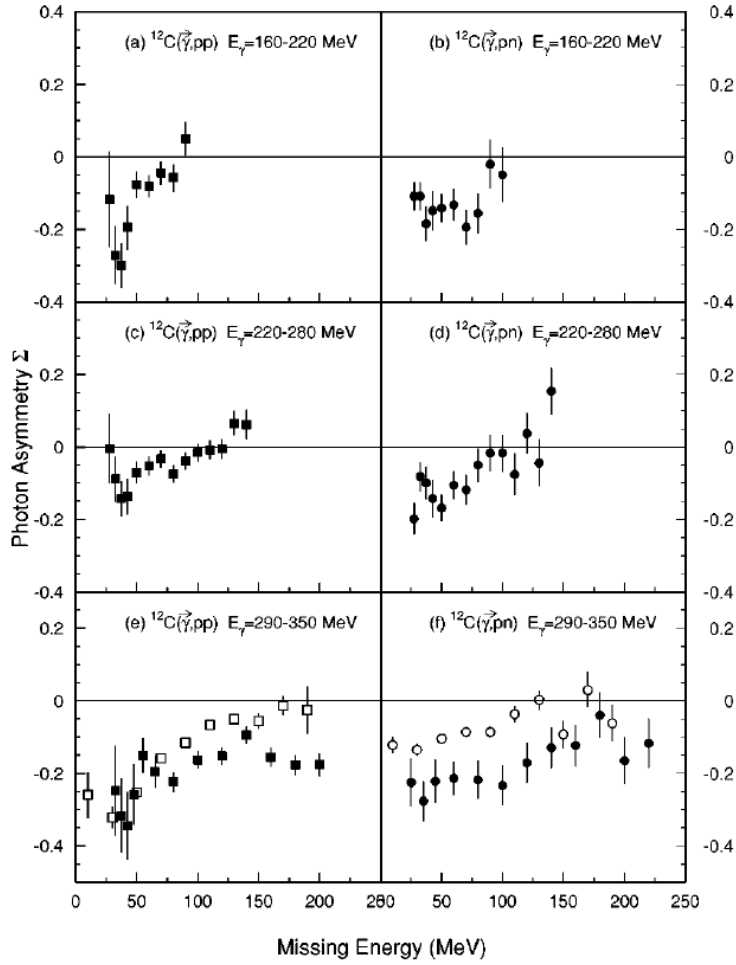 0.4
0.2
0
-0.2
-0.4
(a) ¹²C(γ⃗,pp) Eγ=160-220 MeV
(b) ¹²C(γ⃗,pn) Eγ=160-220 MeV
0.4
0.2
0
-0.2
-0.4
0.2
0
-0.2
-0.4
(c) ¹²C(γ⃗,pp) Eγ=220-280 MeV
(d) ¹²C(γ⃗,pn) Eγ=220-280 MeV
0.2
0
-0.2
-0.4
Photon Asymmetry Σ
0.2
0
-0.2
-0.4
(e) ¹²C(γ⃗,pp) Eγ=290-350 MeV
(f) ¹²C(γ⃗,pn) Eγ=290-350 MeV
0.2
0
-0.2
-0.4
0 50 100 150 200 50 100 150 200 250
Missing Energy (MeV)